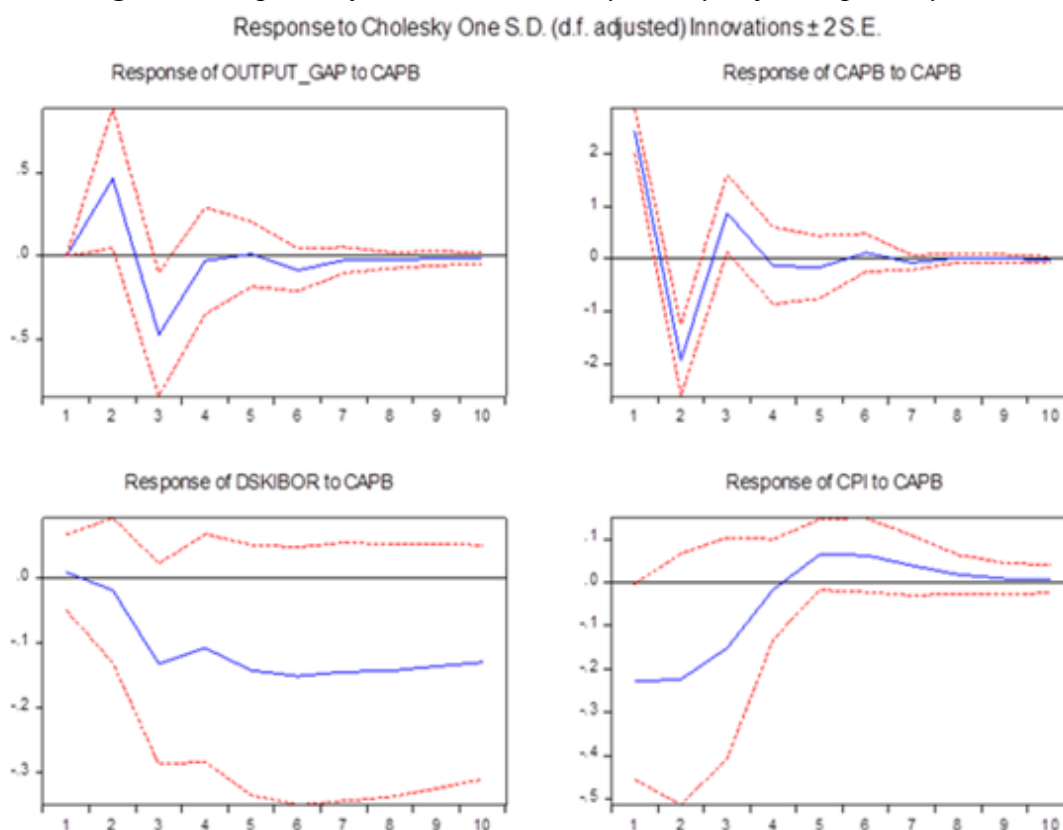 Response to Cholesky One S.D. (d.f. adjusted) Innovations ± 2 S.E.
Response of OUTPUT_GAP to CAPB
.5
.0
-.5
1 2 3 4 5 6 7 8 9 10
Response of CAPB to CAPB
2
1
0
-1
-2
1 2 3 4 5 6 7 8 9 10
Response of DSKIBOR to CAPB
.0
-.1
-.2
-.3
1 2 3 4 5 6 7 8 9 10
Response of CPI to CAPB
.1
.0
-.1
-.2
-.3
-.4
-.5
1 2 3 4 5 6 7 8 9 10